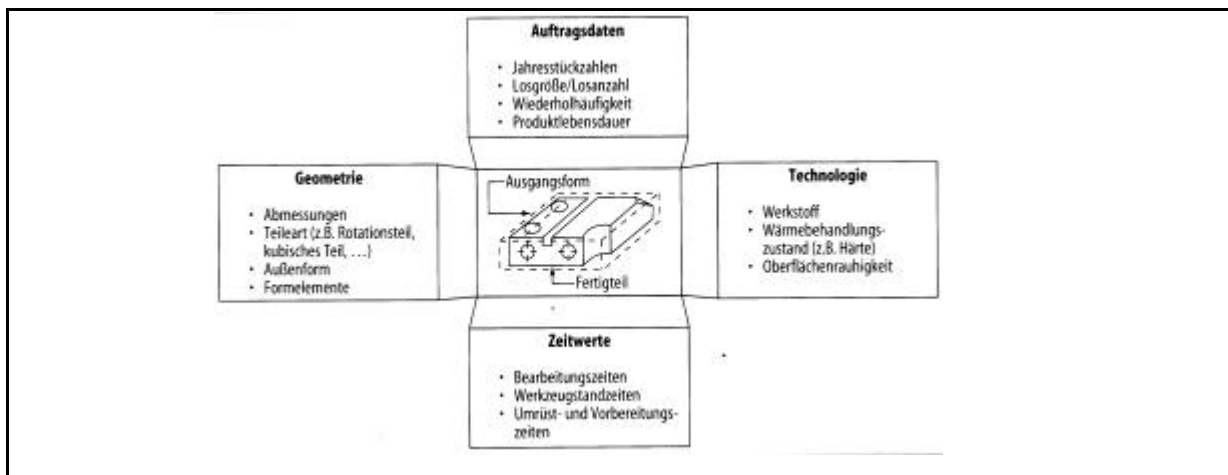 Auftragsdaten
• Jahresstückzahlen
• Losgröße/Losanzahl
• Wiederholhäufigkeit
• Produktlebensdauer
Geometrie
• Abmessungen
• Teileart (z.B. Rotationsteil,
kubisches Teil, ...)
• Außenform
• Formelemente
Ausgangsform
Fertigteil
Technologie
• Werkstoff
• Wärmebehandlungs-
zustand (z.B. Härte)
• Oberflächenrauhigkeit
Zeitwerte
• Bearbeitungszeiten
• Werkzeugstandzeiten
• Umrüst- und Vorbereitungs-
zeiten